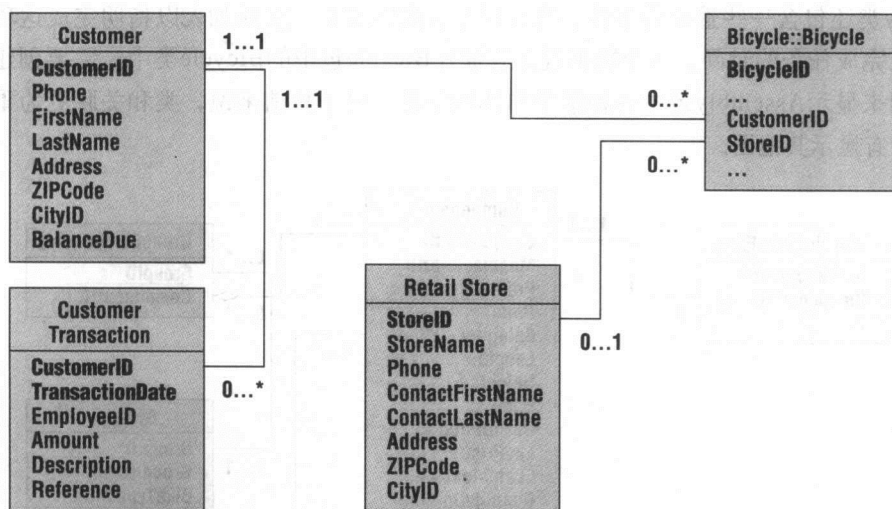 Customer
CustomerID
Phone
FirstName
LastName
Address
ZIPCode
CityID
BalanceDue
1...1
1...1
Bicycle::Bicycle
BicycleID
...
CustomerID
StoreID
...
0...*
0...*
Customer
Transaction
CustomerID
TransactionDate
EmployeeID
Amount
Description
Reference
0...*
Retail Store
StoreID
StoreName
Phone
ContactFirstName
ContactLastName
Address
ZIPCode
CityID
0...1